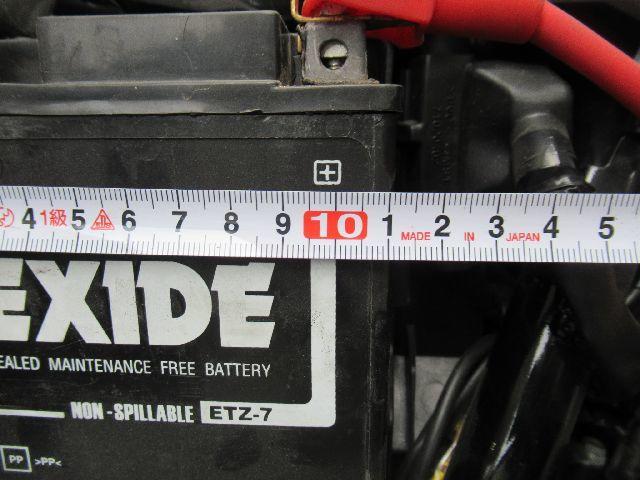 +
4 1級 5 6 7 8 9 10 1 MADE 2 IN 3 JAPAN 4 5
EXIDE
EALED MAINTENANCE FREE BATTERY
NON-SPILLABLE ETZ-7
PP >PP<